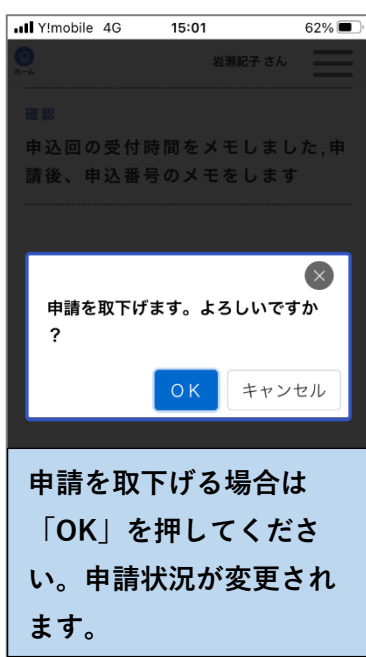 Y!mobile 4G 15:01 62%
ホーム
岩瀬紀子 さん
確認
申込回の受付時間をメモしました,申
請後、申込番号のメモをします
申請を取下げます。よろしいですか
?
OK キャンセル
申請を取下げる場合は
「OK」を押してくださ
い。申請状況が変更され
ます。